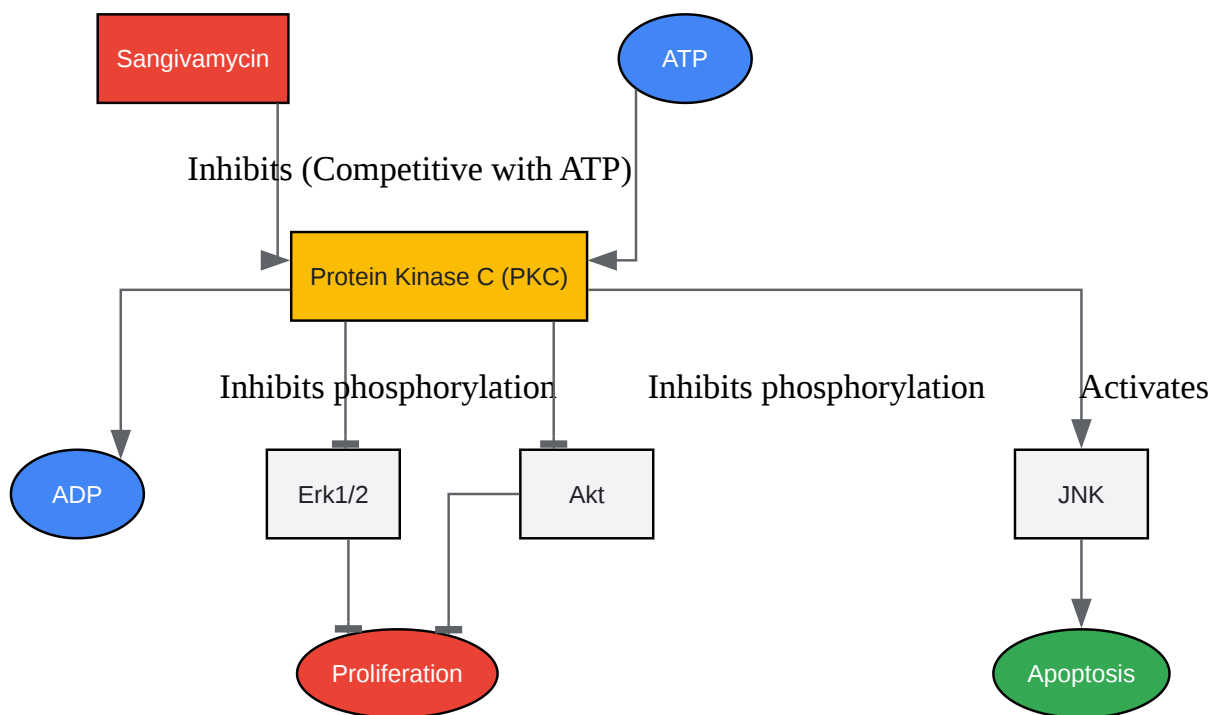 Sangivamycin
ATP
Inhibits (Competitive with ATP)
Protein Kinase C (PKC)
Inhibits phosphorylation
Inhibits phosphorylation
Activates
ADP
Erk1/2
Akt
JNK
Proliferation
Apoptosis